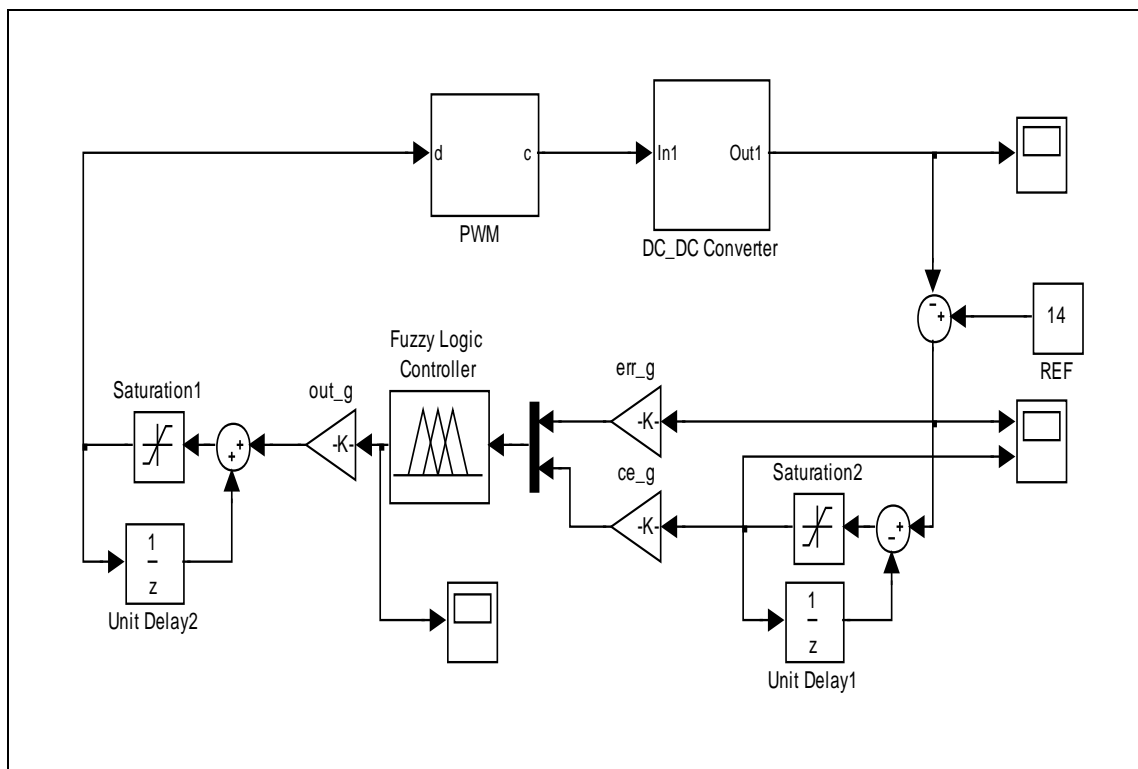 d
c
PWM
In1
Out1
DC_DC Converter
-
+
14
REF
Fuzzy Logic
Controller
Saturation1
out_g
-K-
+
+
err_g
-K-
ce_g
-K-
Saturation2
+
-
1
z
Unit Delay2
1
z
Unit Delay1